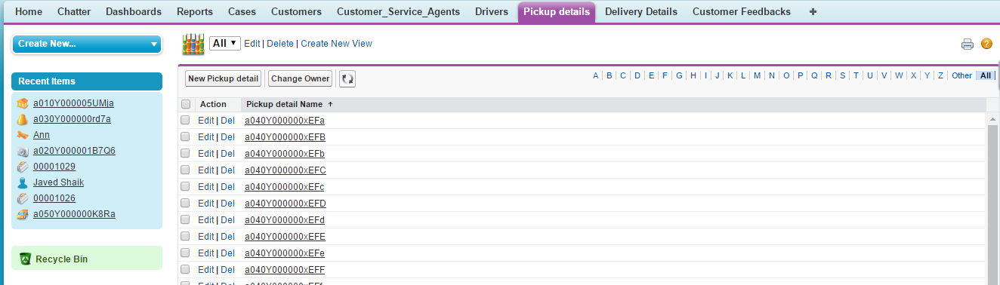 Home Chatter Dashboards Reports Cases Customers Customer_Service_Agents Drivers Pickup details Delivery Details Customer Feedbacks +
Create New...
All ▼ Edit | Delete | Create New View
Recent Items
a010Y000005UMja
a030Y000000rd7a
Ann
a020Y000001B7Q6
00001029
Javed Shaik
00001026
a050Y000000K8Ra
Recycle Bin
New Pickup detail Change Owner
A | B | C | D | E | F | G | H | I | J | K | L | M | N | O | P | Q | R | S | T | U | V | W | X | Y | Z | Other | All |
Action Pickup detail Name ↑
Edit | Del a040Y000000xEFa
Edit | Del a040Y000000xEFB
Edit | Del a040Y000000xEFb
Edit | Del a040Y000000xEFC
Edit | Del a040Y000000xEFc
Edit | Del a040Y000000xEFD
Edit | Del a040Y000000xEFd
Edit | Del a040Y000000xEFE
Edit | Del a040Y000000xEFe
Edit | Del a040Y000000xEFF